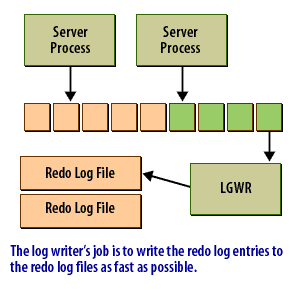 Server
Process
Server
Process
Redo Log File
LGWR
Redo Log File
The log writer's job is to write the redo log entries to
the redo log files as fast as possible.